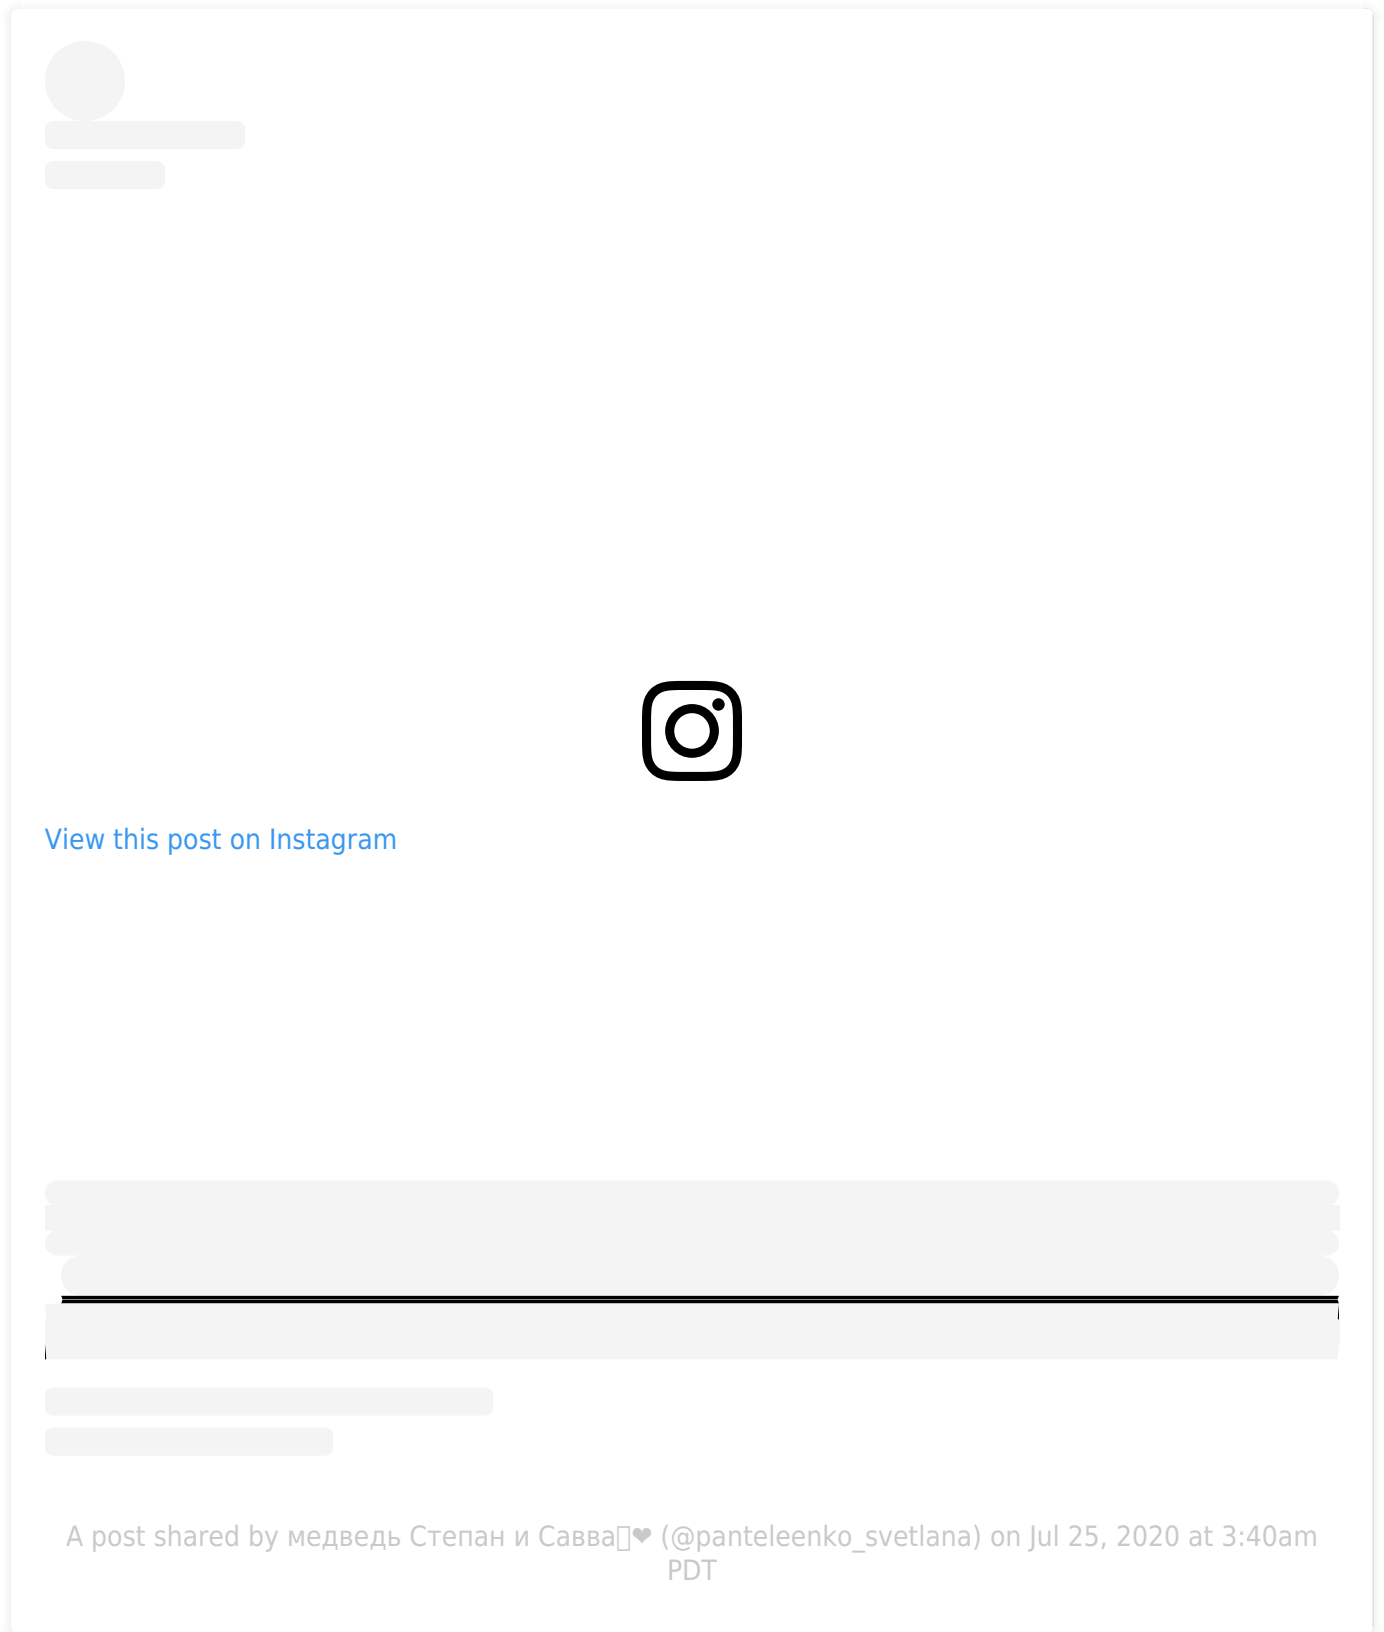 View this post on Instagram
A post shared by медведь Степан и Савва▯❤ (@panteleenko_svetlana) on Jul 25, 2020 at 3:40am
PDT